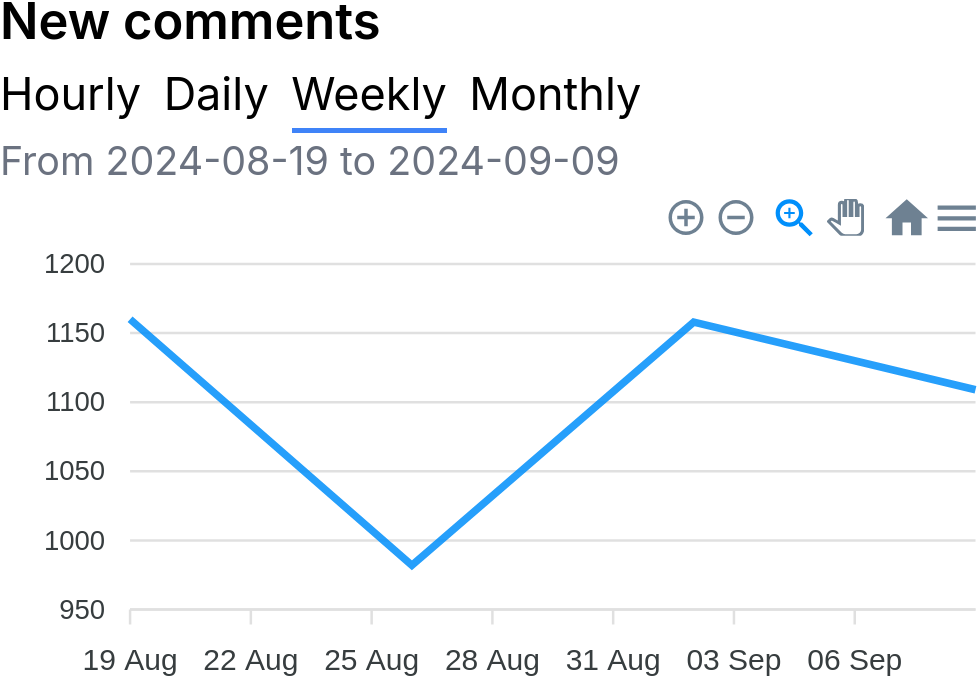 New comments
Hourly Daily Weekly Monthly
From 2024-08-19 to 2024-09-09
1200
1150
1100
1050
1000
950
19 Aug 22 Aug 25 Aug 28 Aug 31 Aug 03 Sep 06 Sep